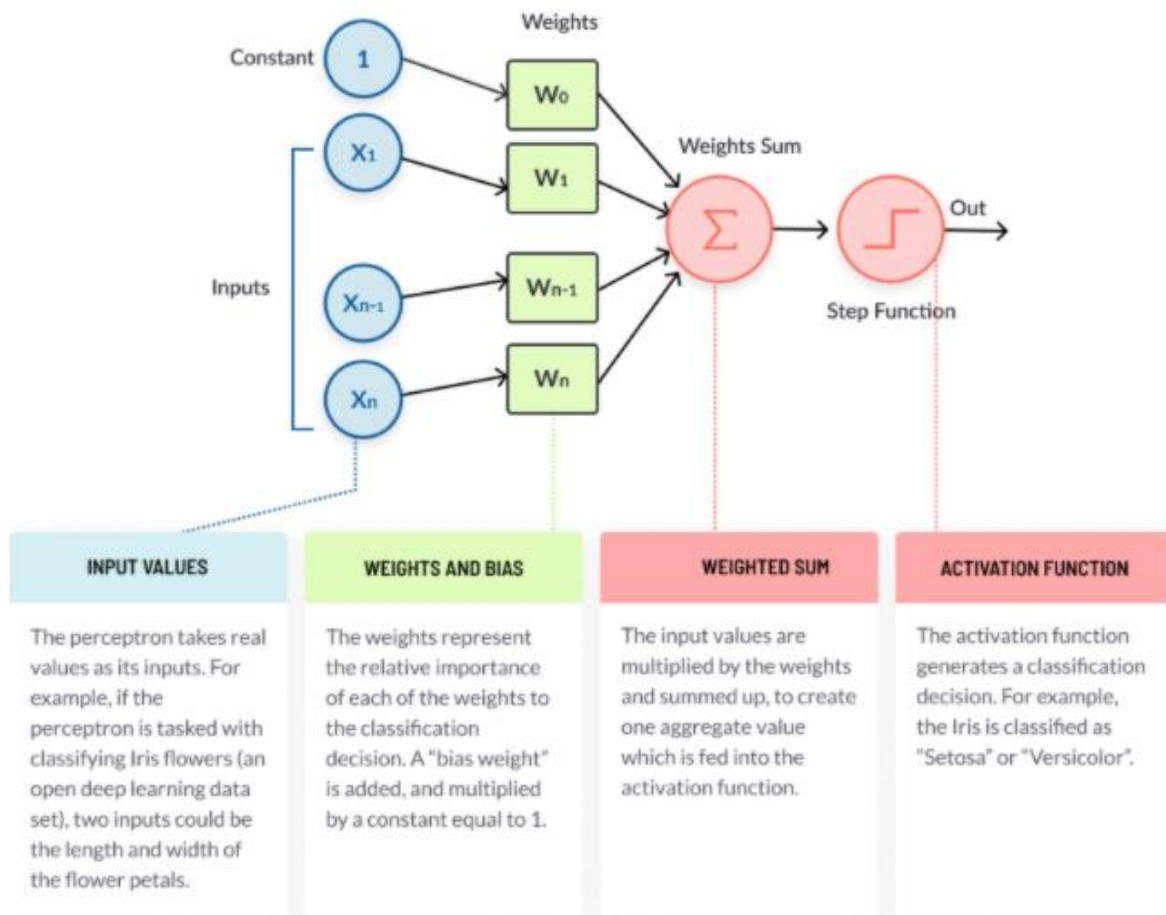 Weights
Constant
1
W0
X1
Weights Sum
W1
Σ
Out
Inputs
Xn-1
Wn-1
Step Function
Xn
Wn
INPUT VALUES
The perceptron takes real
values as its inputs. For
example, if the
perceptron is tasked with
classifying Iris flowers (an
open deep learning data
set), two inputs could be
the length and width of
the flower petals.
WEIGHTS AND BIAS
The weights represent
the relative importance
of each of the weights to
the classification
decision. A “bias weight”
is added, and multiplied
by a constant equal to 1.
WEIGHTED SUM
The input values are
multiplied by the weights
and summed up, to create
one aggregate value
which is fed into the
activation function.
ACTIVATION FUNCTION
The activation function
generates a classification
decision. For example,
the Iris is classified as
“Setosa” or “Versicolor”.